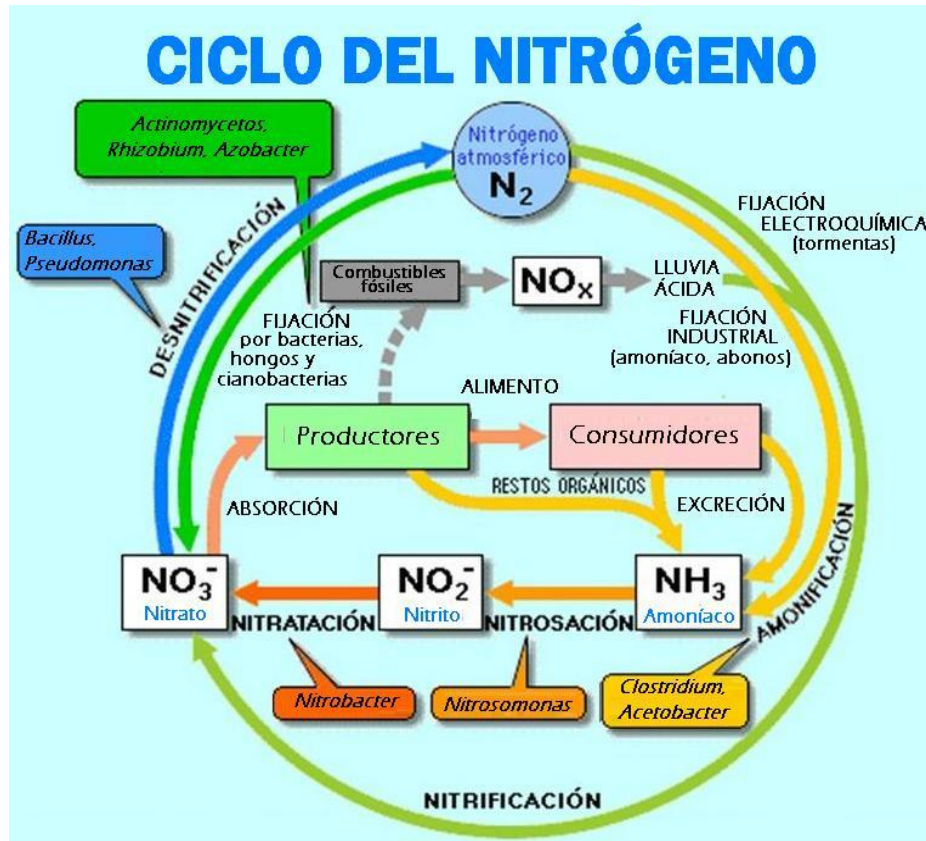 CICLO DEL NITRÓGENO
Actinomycetos,
Rhizobium, Azobacter
Nitrógeno
atmosférico
N₂
FIJACIÓN
ELECTROQUÍMICA
(tormentas)
Bacillus,
Pseudomonas
DESNITRIFICACIÓN
Combustibles
fósiles
NOx
LLUVIA
ÁCIDA
FIJACIÓN
por bacterias,
hongos y
cianobacterias
FIJACIÓN
INDUSTRIAL
(amoníaco, abonos)
ALIMENTO
Productores
Consumidores
RESTOS ORGÁNICOS
ABSORCIÓN
EXCRECIÓN
AMONIFICACIÓN
NO₃⁻
Nitrato
NITRATACIÓN
NO₂⁻
Nitrito
NITROSACIÓN
NH₃
Amoníaco
Nitrobacter
Nitrosomonas
Clostridium,
Acetobacter
NITRIFICACIÓN